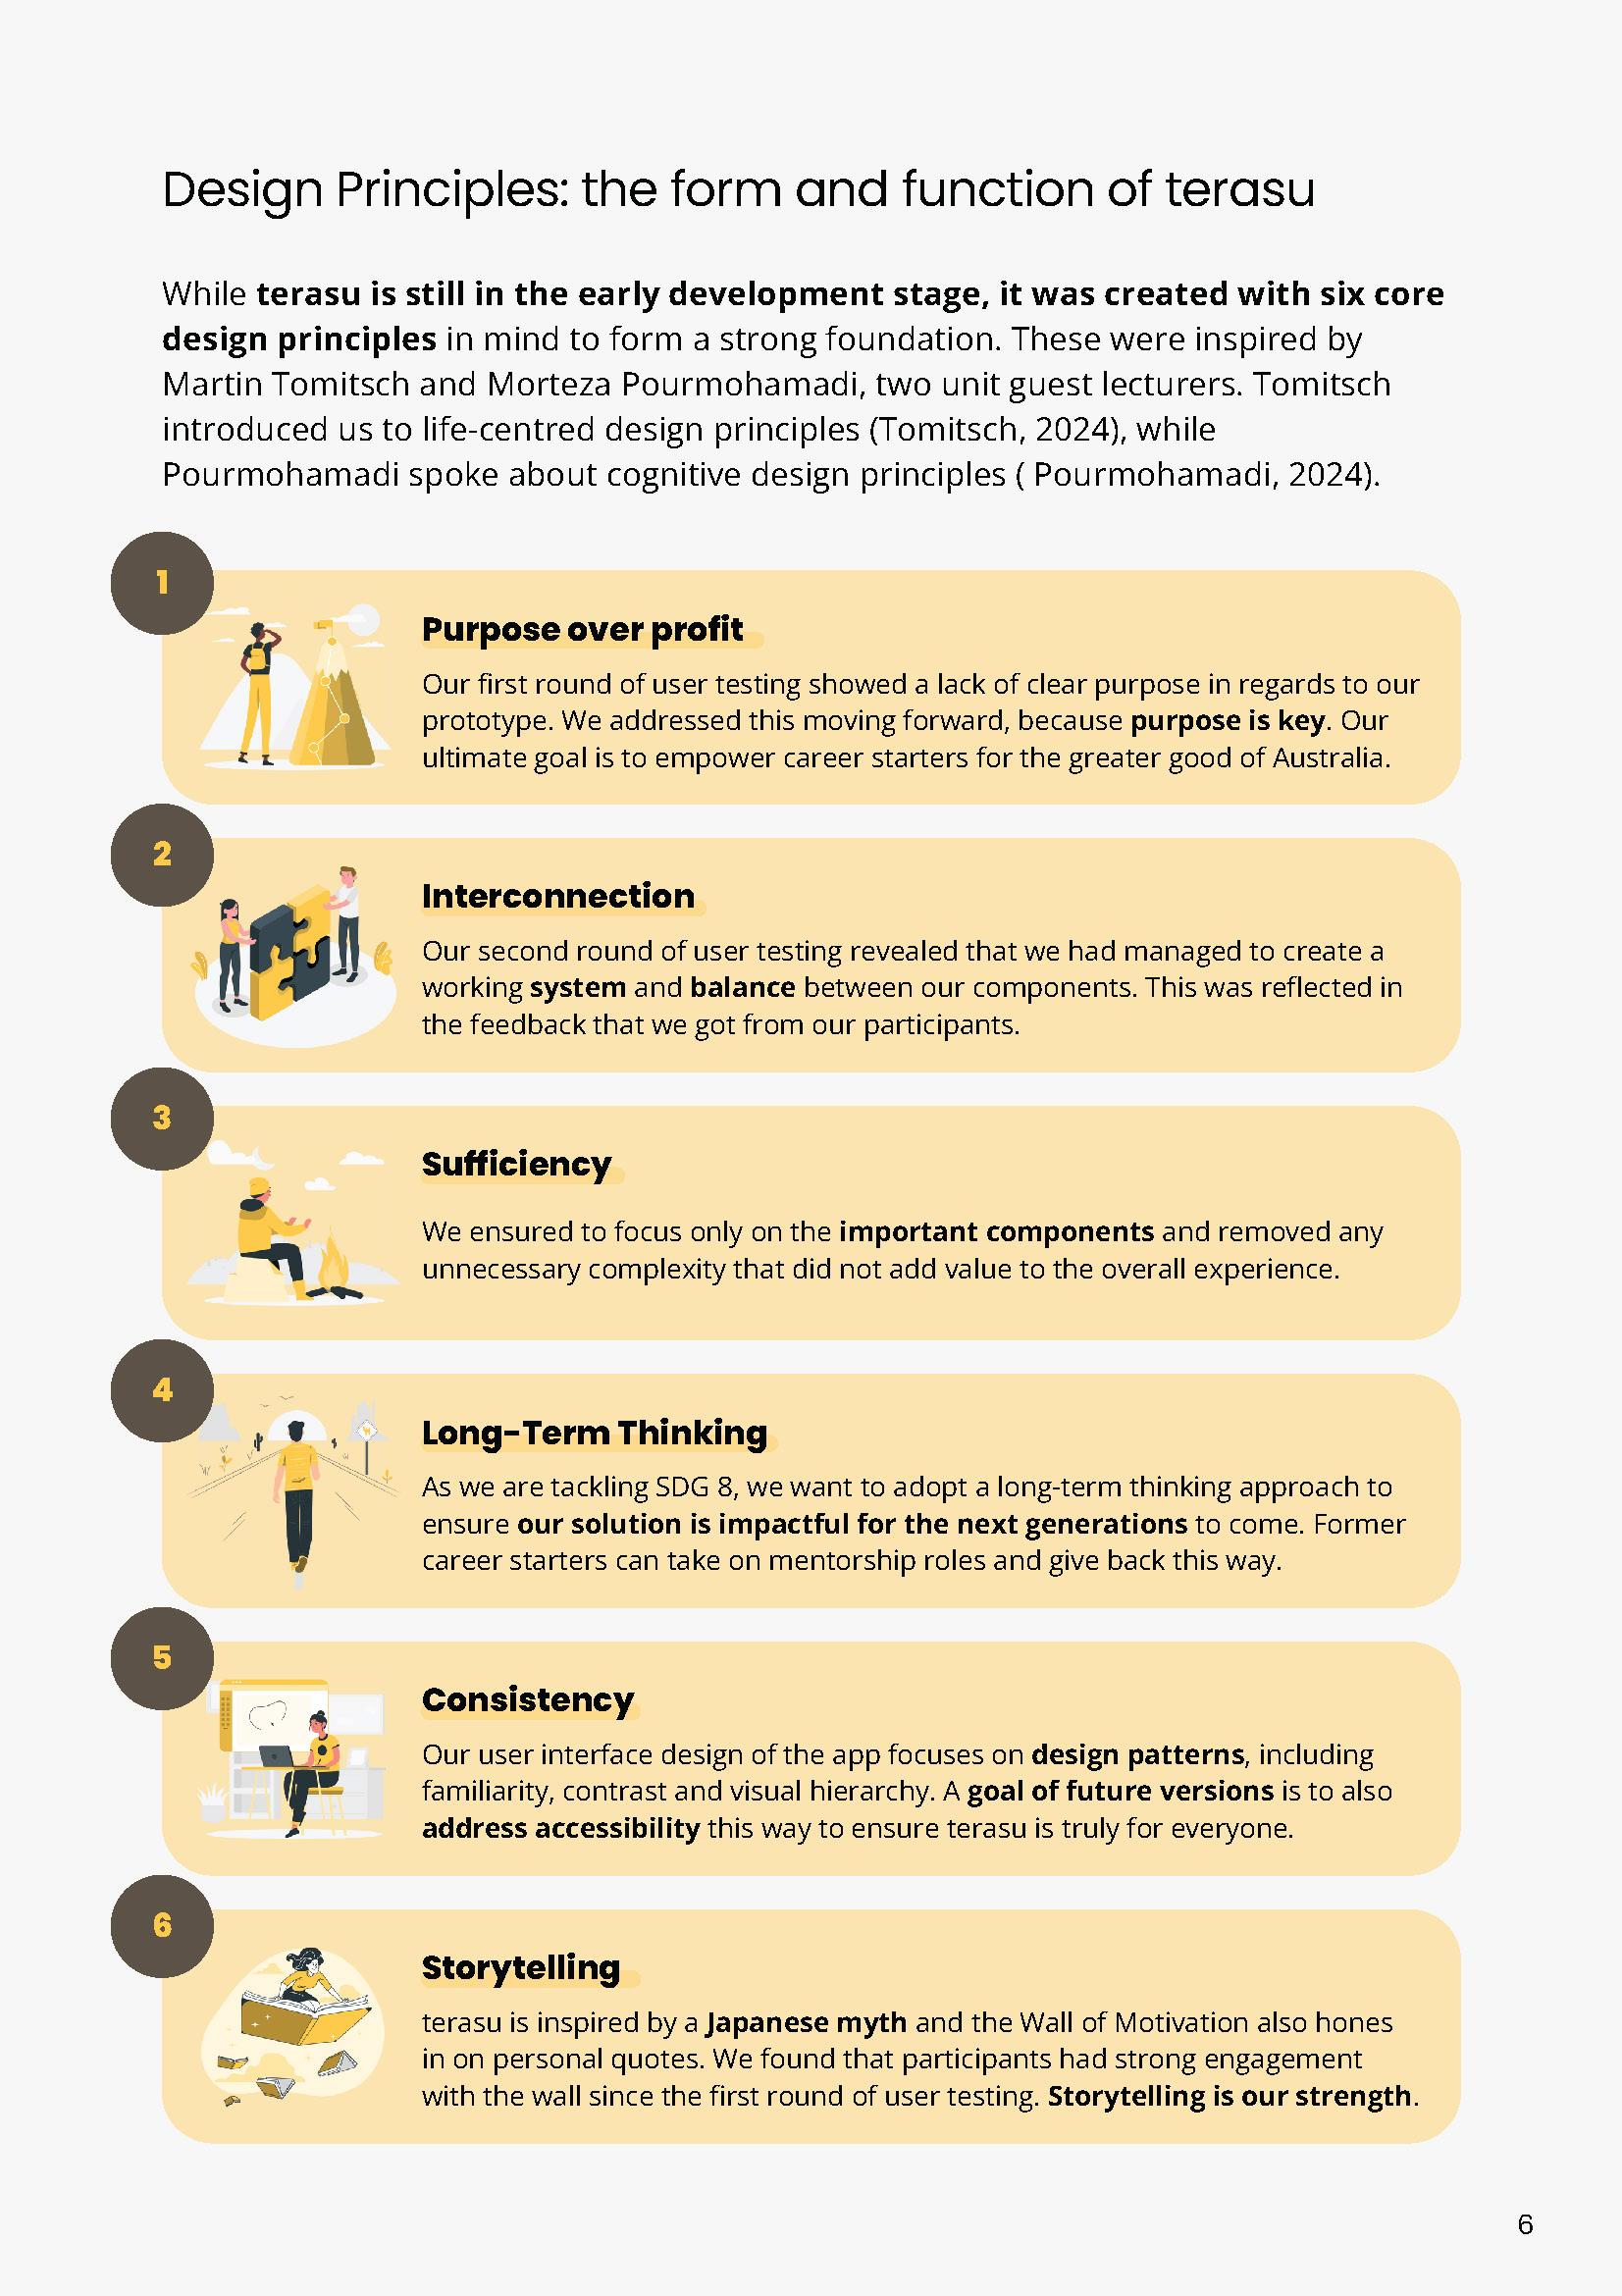 Design Principles: the form and function of terasu
While terasu is still in the early development stage, it was created with six core
design principles in mind to form a strong foundation. These were inspired by
Martin Tomitsch and Morteza Pourmohamadi, two unit guest lecturers. Tomitsch
introduced us to life-centred design principles (Tomitsch, 2024), while
Pourmohamadi spoke about cognitive design principles ( Pourmohamadi, 2024).
1
Purpose over profit
Our first round of user testing showed a lack of clear purpose in regards to our
prototype. We addressed this moving forward, because purpose is key. Our
ultimate goal is to empower career starters for the greater good of Australia.
2
Interconnection
Our second round of user testing revealed that we had managed to create a
working system and balance between our components. This was reflected in
the feedback that we got from our participants.
3
Sufficiency
We ensured to focus only on the important components and removed any
unnecessary complexity that did not add value to the overall experience.
4
Long-Term Thinking
As we are tackling SDG 8, we want to adopt a long-term thinking approach to
ensure our solution is impactful for the next generations to come. Former
career starters can take on mentorship roles and give back this way.
5
Consistency
Our user interface design of the app focuses on design patterns, including
familiarity, contrast and visual hierarchy. A goal of future versions is to also
address accessibility this way to ensure terasu is truly for everyone.
6
Storytelling
terasu is inspired by a Japanese myth and the Wall of Motivation also hones
in on personal quotes. We found that participants had strong engagement
with the wall since the first round of user testing. Storytelling is our strength.
6